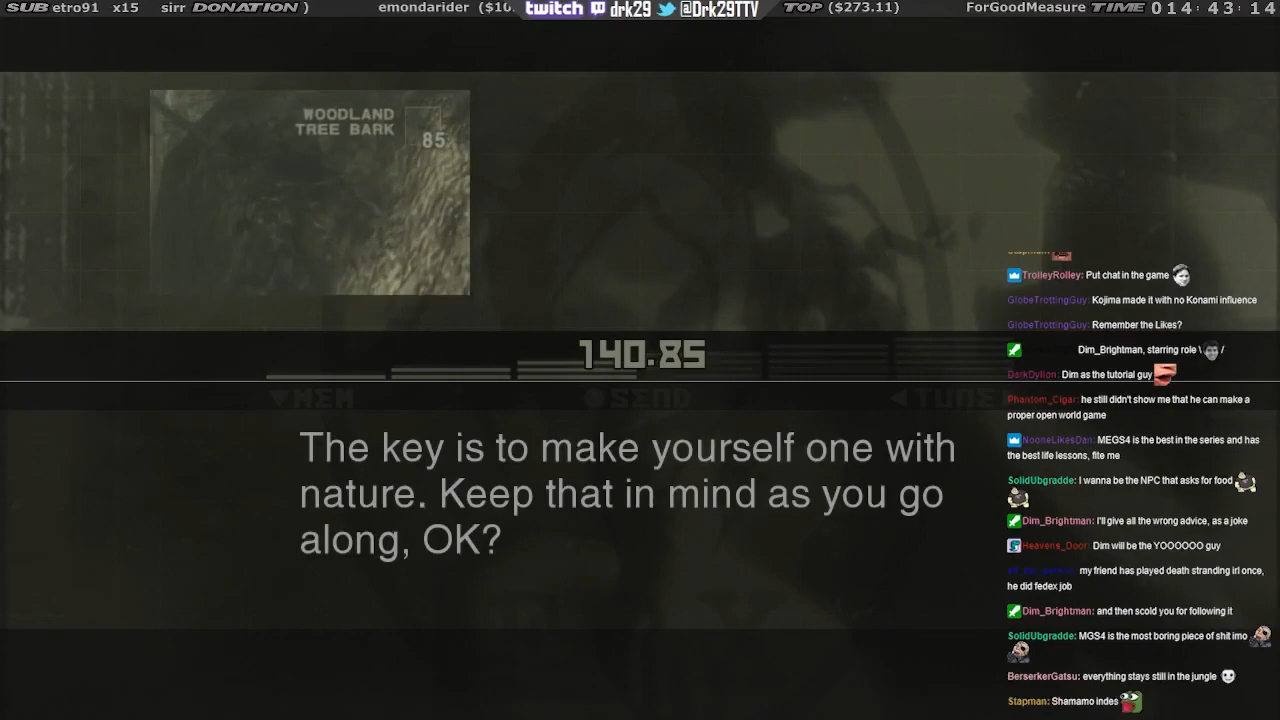 SUB etro91 x15 sirr DONATION ) emondarider ($10. twitch drk29 @Drk29TTV TOP ($273.11) ForGoodMeasure TIME 014:43:14
WOODLAND
TREE BARK
85%
140.85
MEM SEND TUNE
The key is to make yourself one with
nature. Keep that in mind as you go
along, OK?
Stapman:
TrolleyRolley: Put chat in the game
GlobeTrottingGuy: Kojima made it with no Konami influence
GlobeTrottingGuy: Remember the Likes?
Dim_Brightman, starring role \ /
DarkDylion: Dim as the tutorial guy
Phantom_Cigar: he still didn't show me that he can make a
proper open world game
NooneLikesDan: MEGS4 is the best in the series and has
the best life lessons, fite me
SolidUbgradde: I wanna be the NPC that asks for food
Dim_Brightman: I'll give all the wrong advice, as a joke
Heavens_Door: Dim will be the YOOOOOO guy
my friend has played death stranding irl once,
he did fedex job
Dim_Brightman: and then scold you for following it
SolidUbgradde: MGS4 is the most boring piece of shit imo
BerserkerGatsu: everything stays still in the jungle
Stapman: Shamamo indes